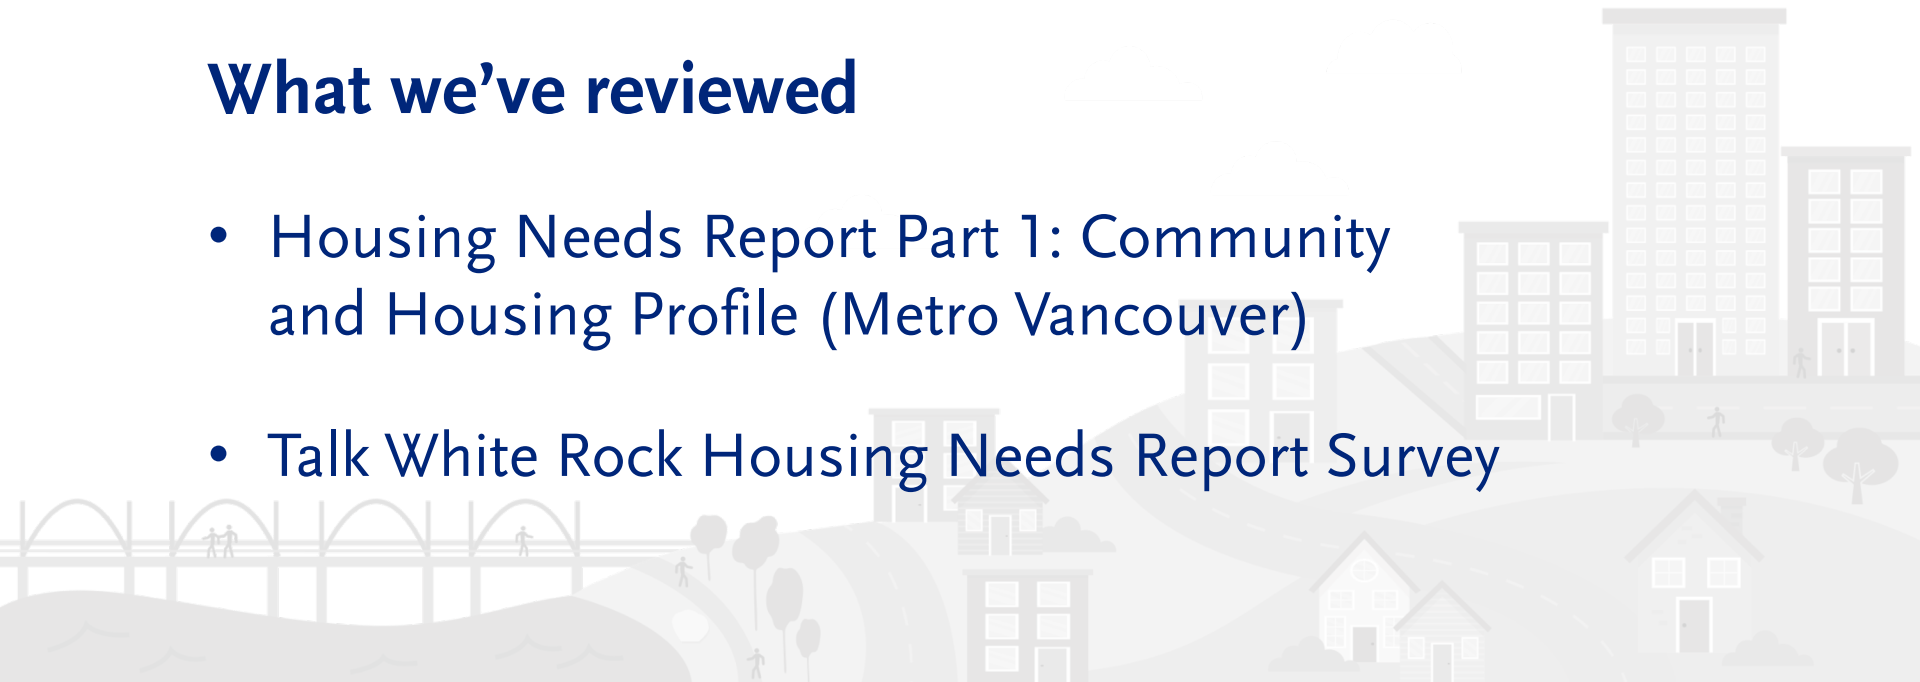 What we’ve reviewed
• Housing Needs Report Part 1: Community
and Housing Profile (Metro Vancouver)
• Talk White Rock Housing Needs Report Survey